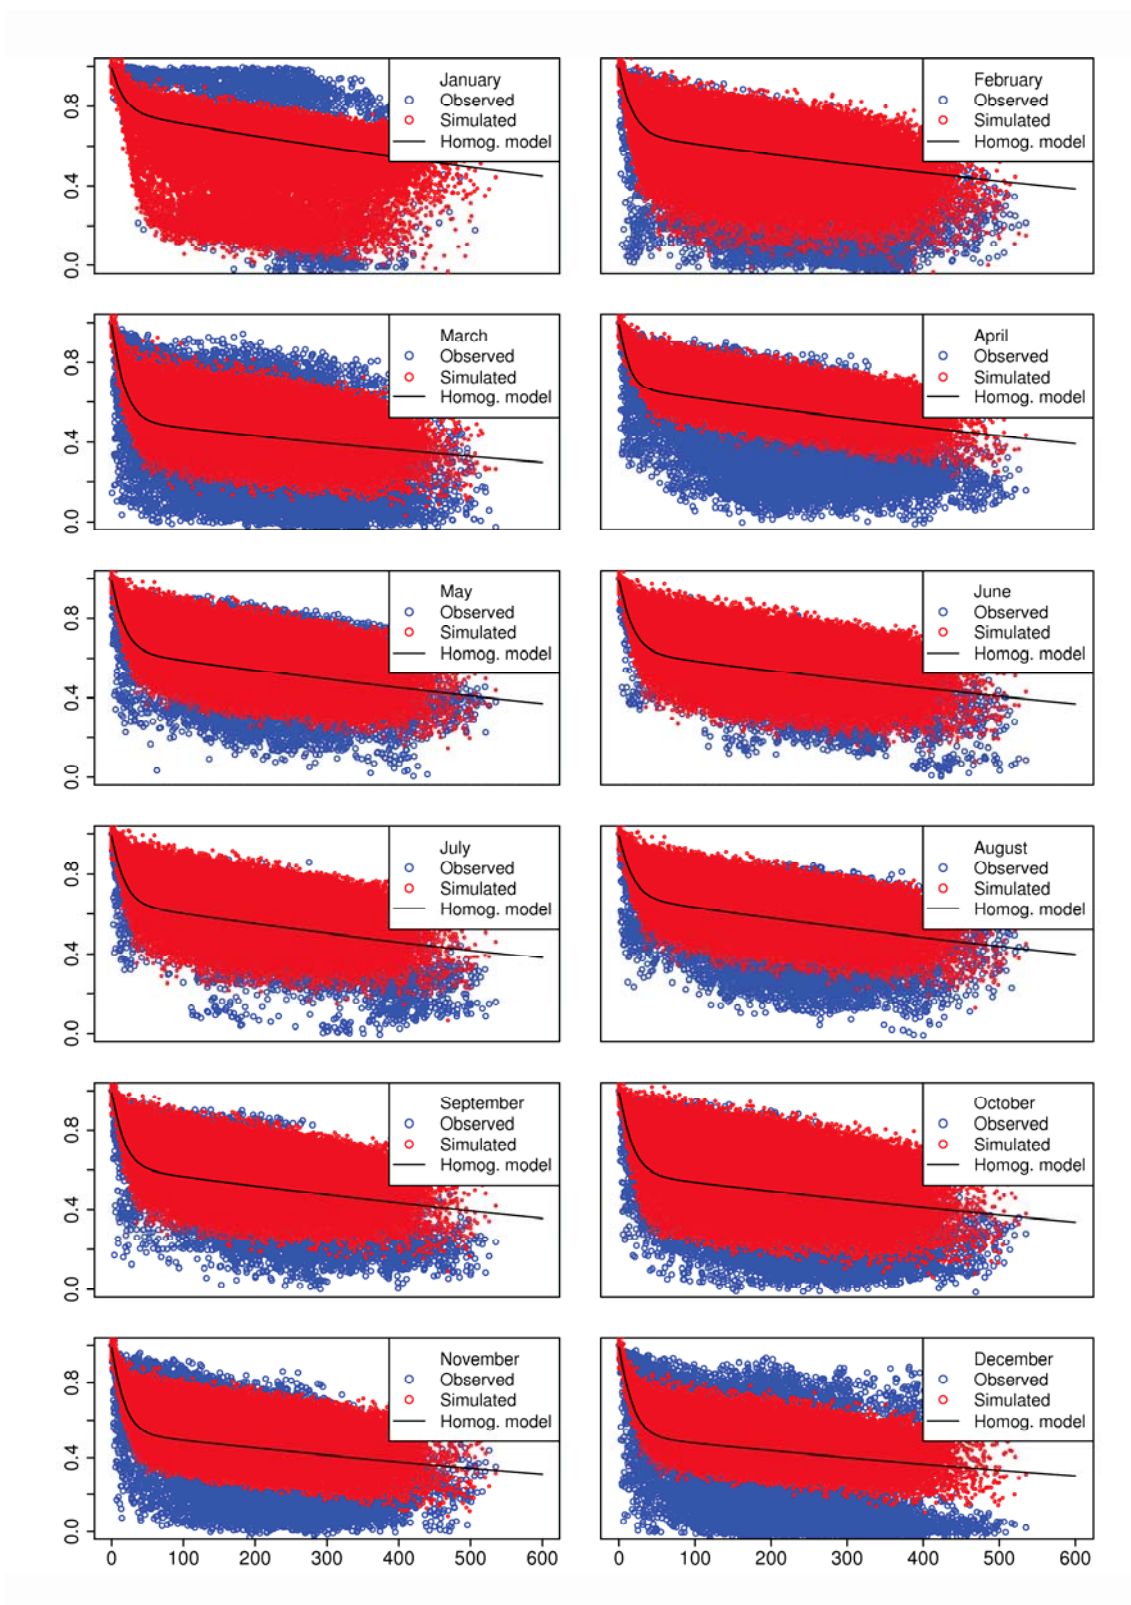 January
Observed
Simulated
Homog. model
February
Observed
Simulated
Homog. model
0.8
0.4
0.0
March
Observed
Simulated
Homog. model
April
Observed
Simulated
Homog. model
0.8
0.4
0.0
May
Observed
Simulated
Homog. model
June
Observed
Simulated
Homog. model
0.8
0.4
0.0
July
Observed
Simulated
Homog. model
August
Observed
Simulated
Homog. model
0.8
0.4
0.0
September
Observed
Simulated
Homog. model
October
Observed
Simulated
Homog. model
0.8
0.4
0.0
November
Observed
Simulated
Homog. model
December
Observed
Simulated
Homog. model
0.8
0.4
0.0
0 100 200 300 400 500 600
0 100 200 300 400 500 600